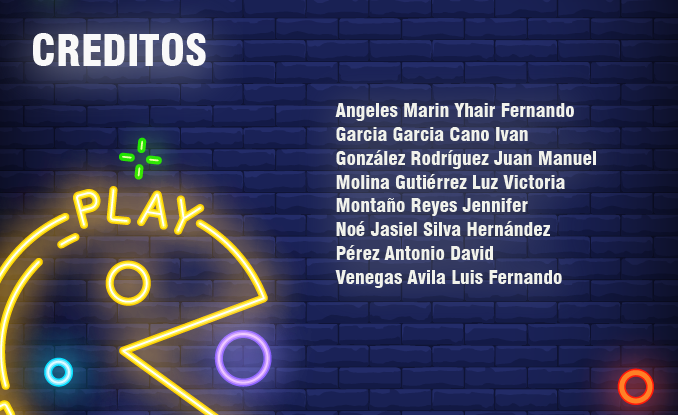 CREDITOS
Angeles Marin Yhair Fernando
Garcia Garcia Cano Ivan
González Rodríguez Juan Manuel
Molina Gutiérrez Luz Victoria
Montaño Reyes Jennifer
Noé Jasiel Silva Hernández
Pérez Antonio David
Venegas Avila Luis Fernando
PLAY